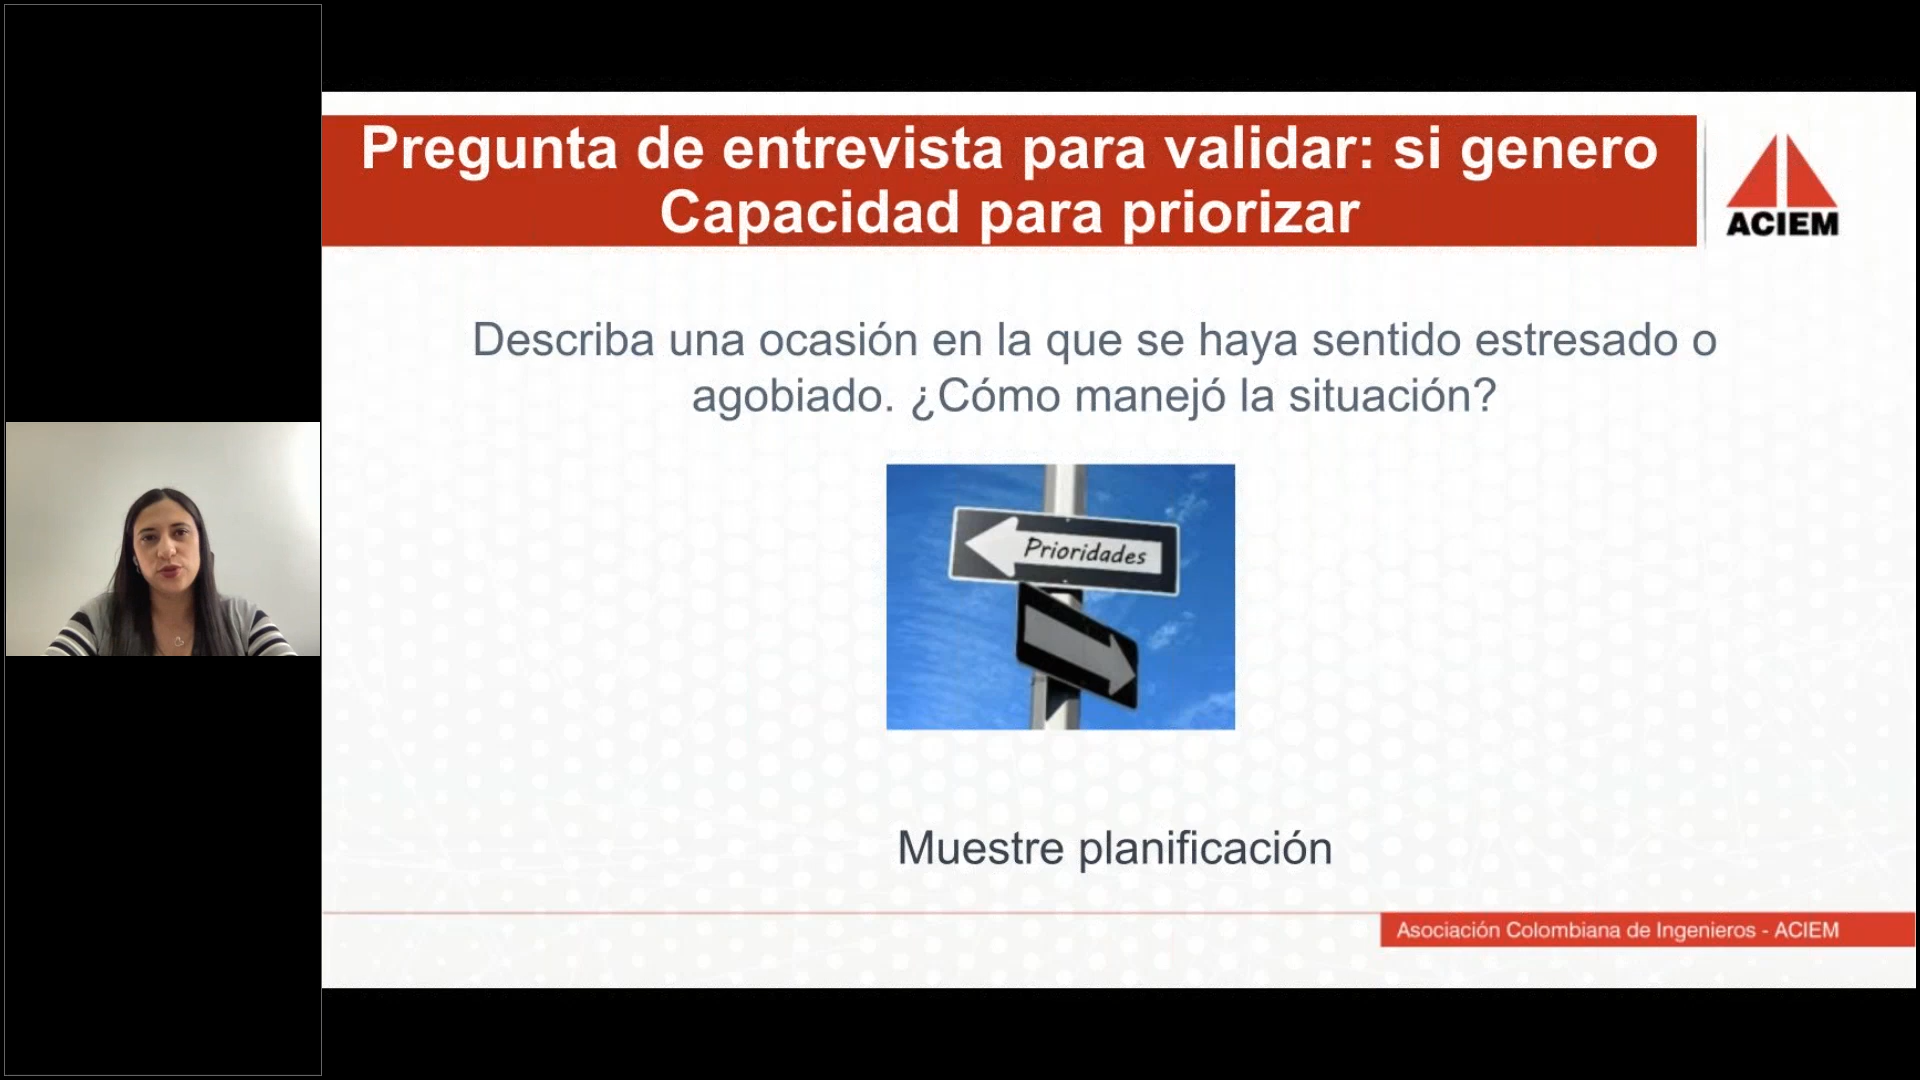 Pregunta de entrevista para validar: si genero
Capacidad para priorizar
ACIEM
Describa una ocasión en la que se haya sentido estresado o
agobiado. ¿Cómo manejó la situación?
Prioridades
Muestre planificación
Asociación Colombiana de Ingenieros - ACIEM